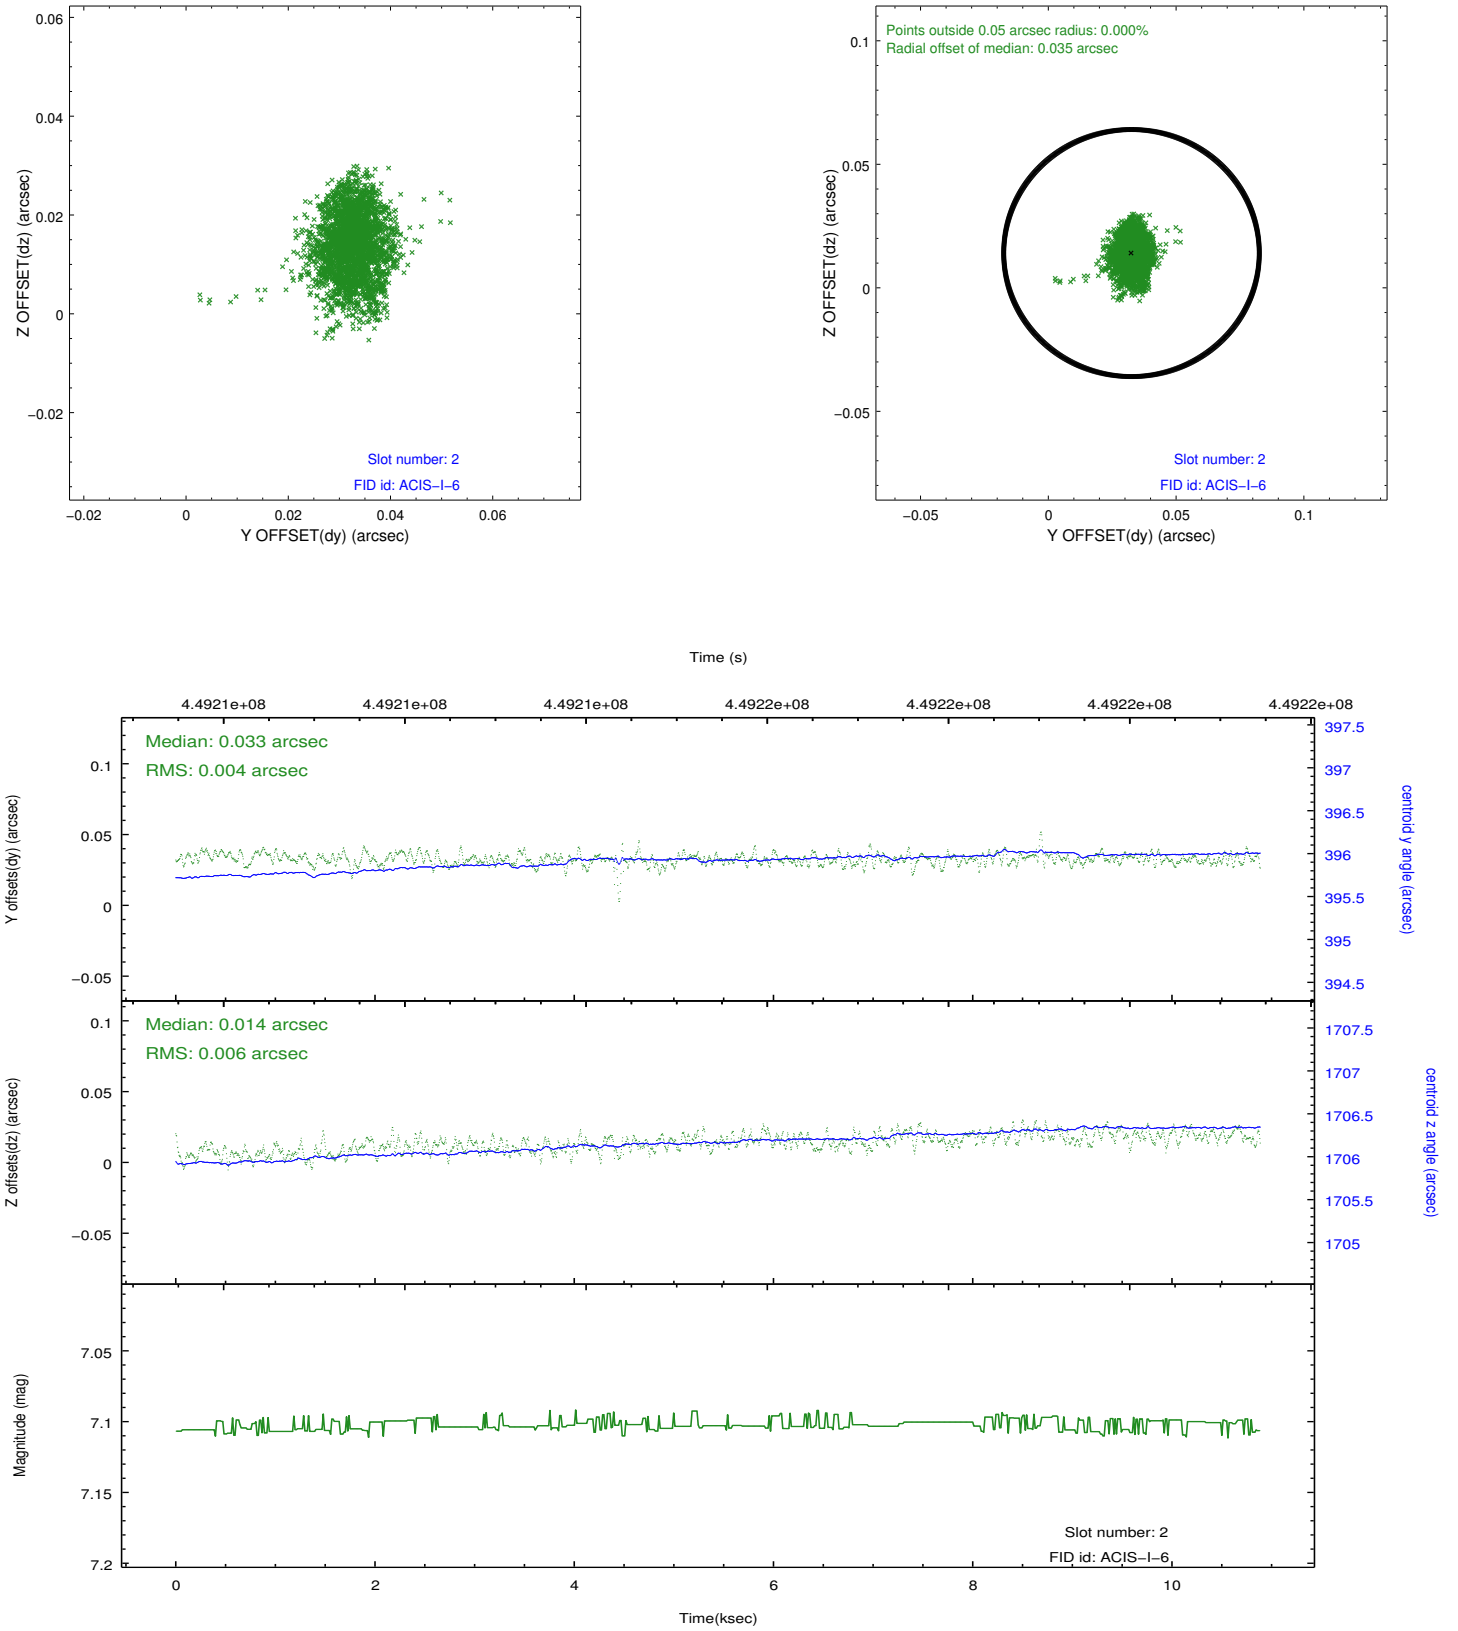 0.06
0.04
0.02
0
−0.02
Z OFFSET(dz) (arcsec)
Slot number: 2
FID id: ACIS−I−6
−0.02 0 0.02 0.04 0.06
Y OFFSET(dy) (arcsec)
Points outside 0.05 arcsec radius: 0.000%
Radial offset of median: 0.035 arcsec
0.1
0.05
0
−0.05
Z OFFSET(dz) (arcsec)
Slot number: 2
FID id: ACIS−I−6
−0.05 0 0.05 0.1
Y OFFSET(dy) (arcsec)
Time (s)
4.4921e+08 4.4921e+08 4.4921e+08 4.4922e+08 4.4922e+08 4.4922e+08 4.4922e+08
Median: 0.033 arcsec
RMS: 0.004 arcsec
0.1
0.05
0
−0.05
Y offsets(dy) (arcsec)
397.5
397
396.5
396
395.5
395
394.5
centroid y angle (arcsec)
Median: 0.014 arcsec
RMS: 0.006 arcsec
0.1
0.05
0
−0.05
Z offsets(dz) (arcsec)
1707.5
1707
1706.5
1706
1705.5
1705
centroid z angle (arcsec)
7.05
7.1
7.15
7.2
Magnitude (mag)
Slot number: 2
FID id: ACIS−I−6
0 2 4 6 8 10
Time(ksec)